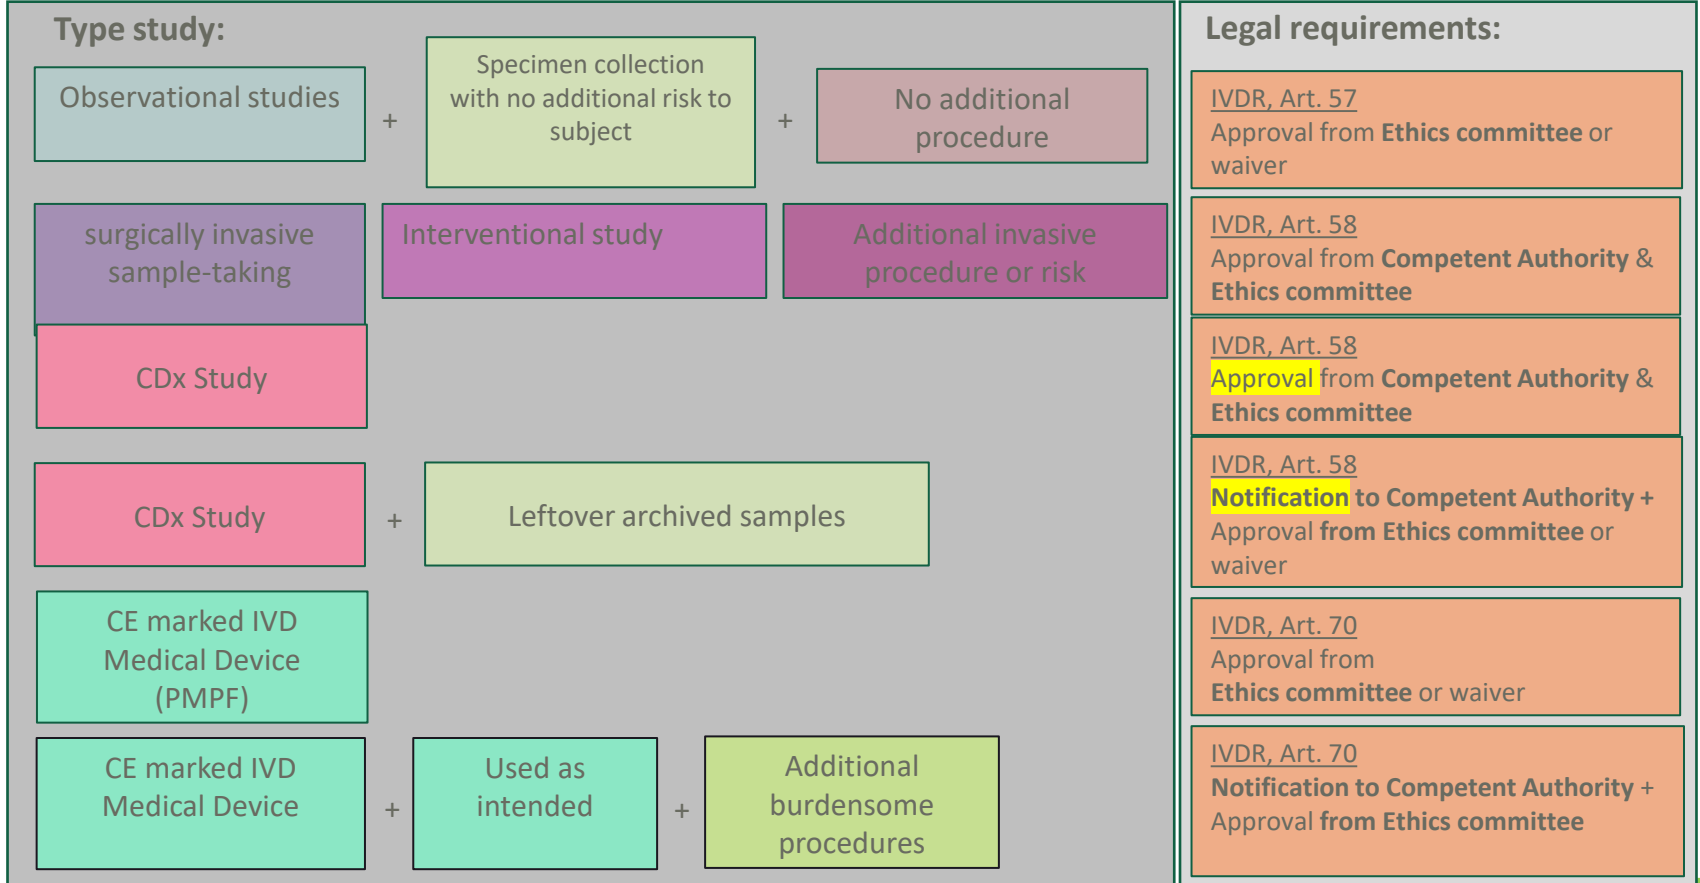 Type study:
Observational studies
+
Specimen collection
with no additional risk to
subject
+
No additional
procedure
surgically invasive
sample-taking
Interventional study
Additional invasive
procedure or risk
CDx Study
CDx Study
+
Leftover archived samples
CE marked IVD
Medical Device
(PMPF)
CE marked IVD
Medical Device
+
Used as
intended
+
Additional
burdensome
procedures
Legal requirements:
IVDR, Art. 57
Approval from Ethics committee or
waiver
IVDR, Art. 58
Approval from Competent Authority &
Ethics committee
IVDR, Art. 58
Approval from Competent Authority &
Ethics committee
IVDR, Art. 58
Notification to Competent Authority +
Approval from Ethics committee or
waiver
IVDR, Art. 70
Approval from
Ethics committee or waiver
IVDR, Art. 70
Notification to Competent Authority +
Approval from Ethics committee